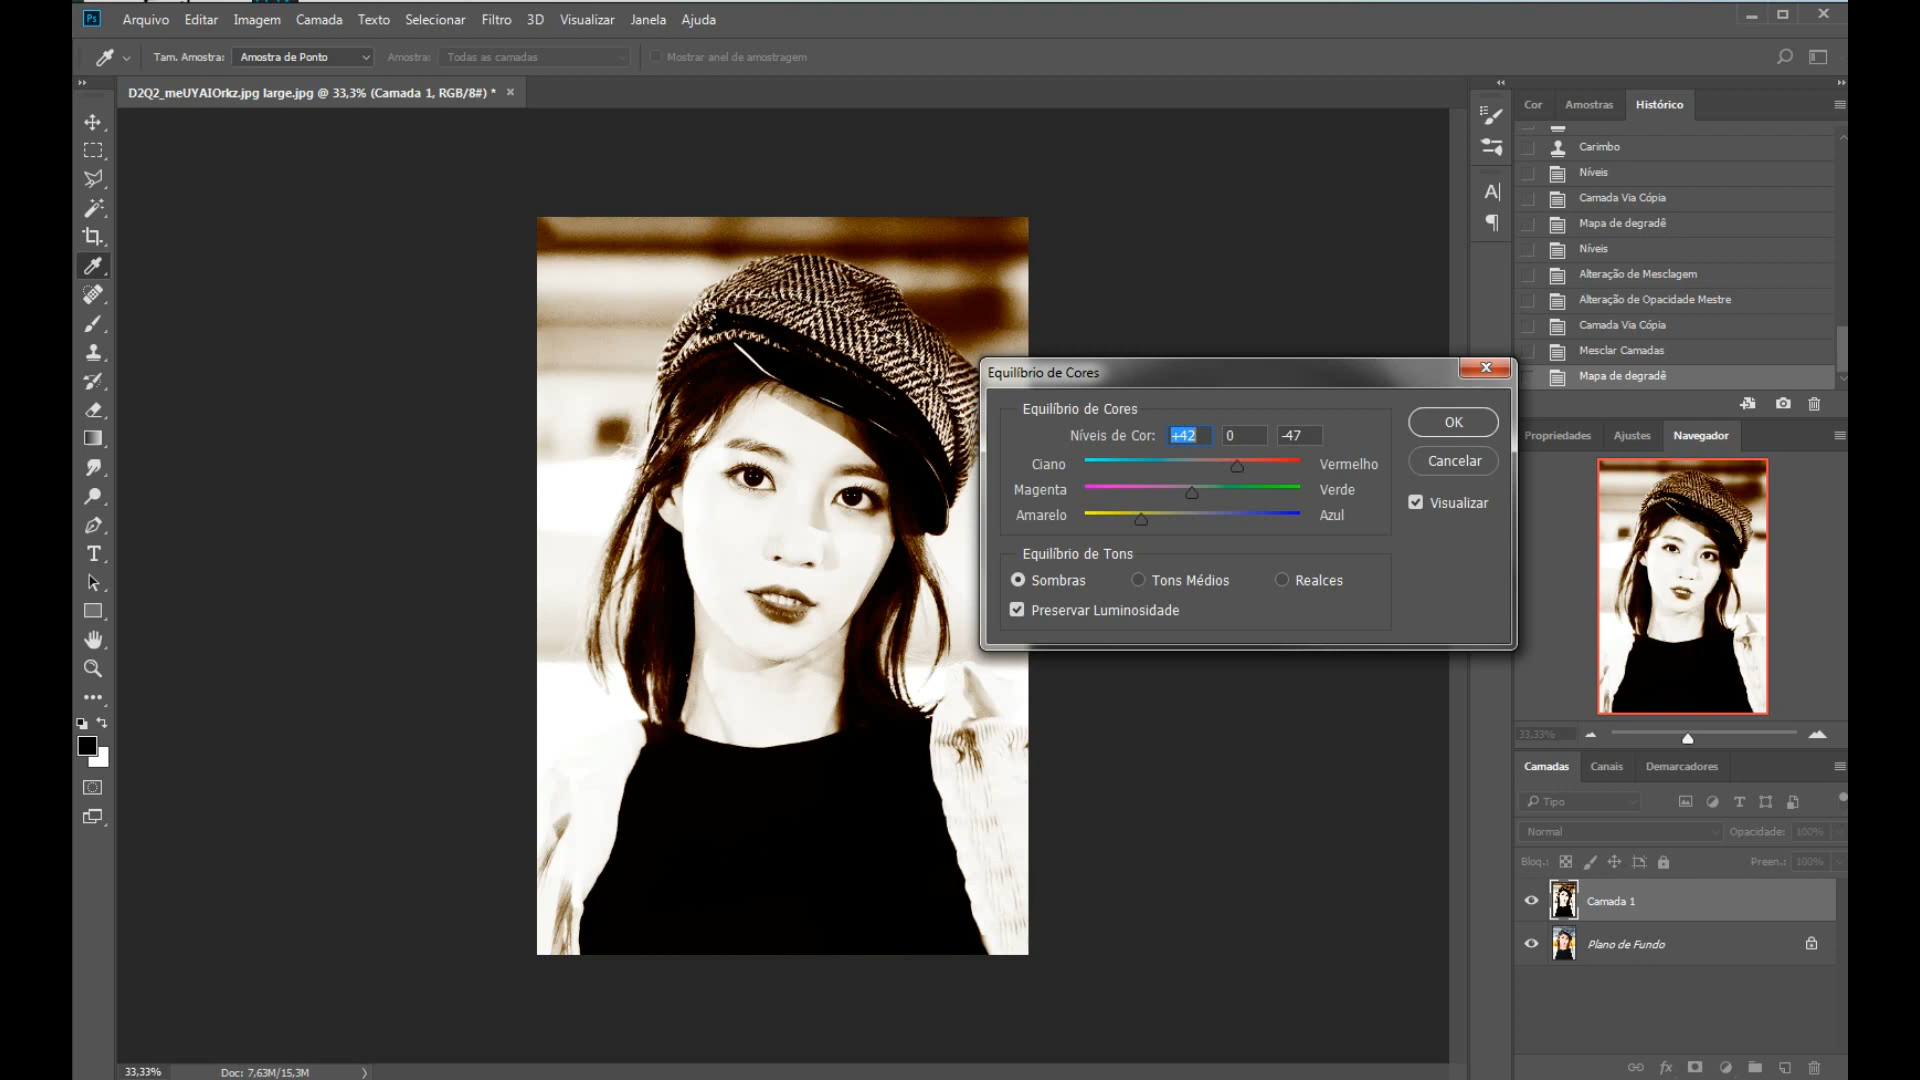 Ps Arquivo Editar Imagem Camada Texto Selecionar Filtro 3D Visualizar Janela Ajuda
Tam. Amostra: Amostra de Ponto Amostra: Todas as camadas Mostrar anel de amostragem
D2Q2_meUYAIOrkz.jpg large.jpg @ 33,3% (Camada 1, RGB/8#) *
Cor Amostras Histórico
Carimbo
Níveis
Camada Via Cópia
Mapa de degradê
Níveis
Alteração de Mesclagem
Alteração de Opacidade Mestre
Camada Via Cópia
Mesclar Camadas
Mapa de degradê
Equilíbrio de Cores
Equilíbrio de Cores
Níveis de Cor: +42 0 -47
Ciano Vermelho
Magenta Verde
Amarelo Azul
Equilíbrio de Tons
Sombras Tons Médios Realces
Preservar Luminosidade
OK
Cancelar
Visualizar
Propriedades Ajustes Navegador
33,33%
Camadas Canais Demarcadores
Tipo
Normal Opacidade: 100%
Bloq.: Preen.: 100%
Camada 1
Plano de Fundo
fx
33,33% Doc: 7,63M/15,3M